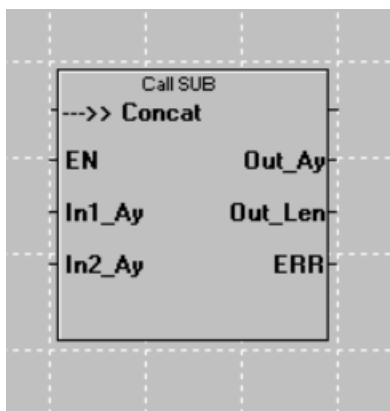 Call SUB
--->> Concat
EN Out_Ay
In1_Ay Out_Len
In2_Ay ERR